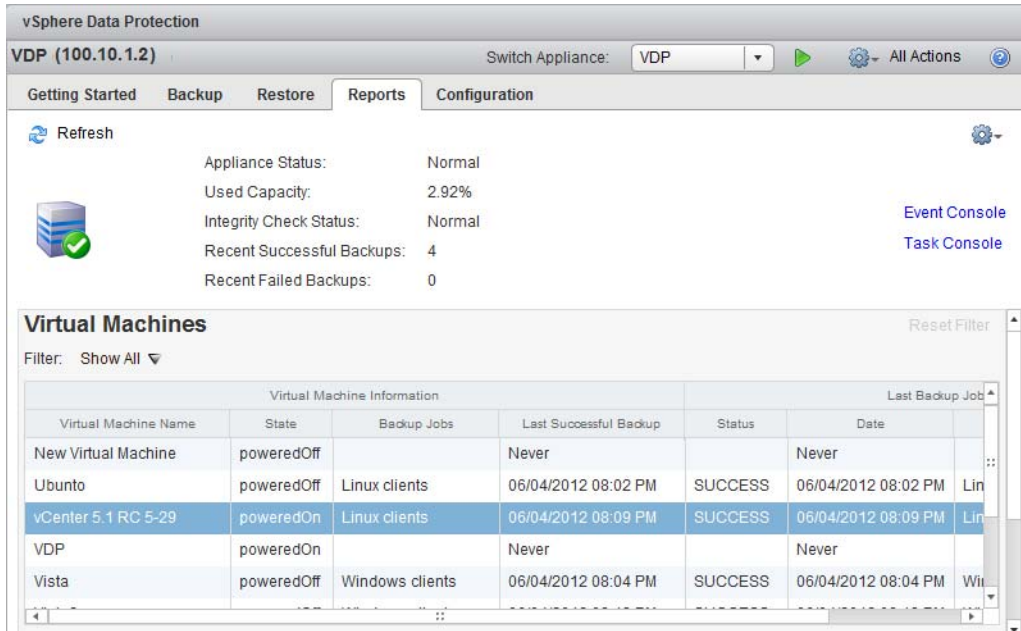 vSphere Data Protection
VDP (100.10.1.2) Switch Appliance: VDP All Actions
Getting Started Backup Restore Reports Configuration
Refresh
Appliance Status: Normal
Used Capacity: 2.92%
Integrity Check Status: Normal
Recent Successful Backups: 4
Recent Failed Backups: 0
Event Console
Task Console
Virtual Machines Reset Filter
Filter: Show All
Virtual Machine Information Last Backup Job
Virtual Machine Name State Backup Jobs Last Successful Backup Status Date
New Virtual Machine poweredOff Never Never
Ubunto poweredOff Linux clients 06/04/2012 08:02 PM SUCCESS 06/04/2012 08:02 PM Lin
vCenter 5.1 RC 5-29 poweredOn Linux clients 06/04/2012 08:09 PM SUCCESS 06/04/2012 08:09 PM Lin
VDP poweredOn Never Never
Vista poweredOff Windows clients 06/04/2012 08:04 PM SUCCESS 06/04/2012 08:04 PM Wi